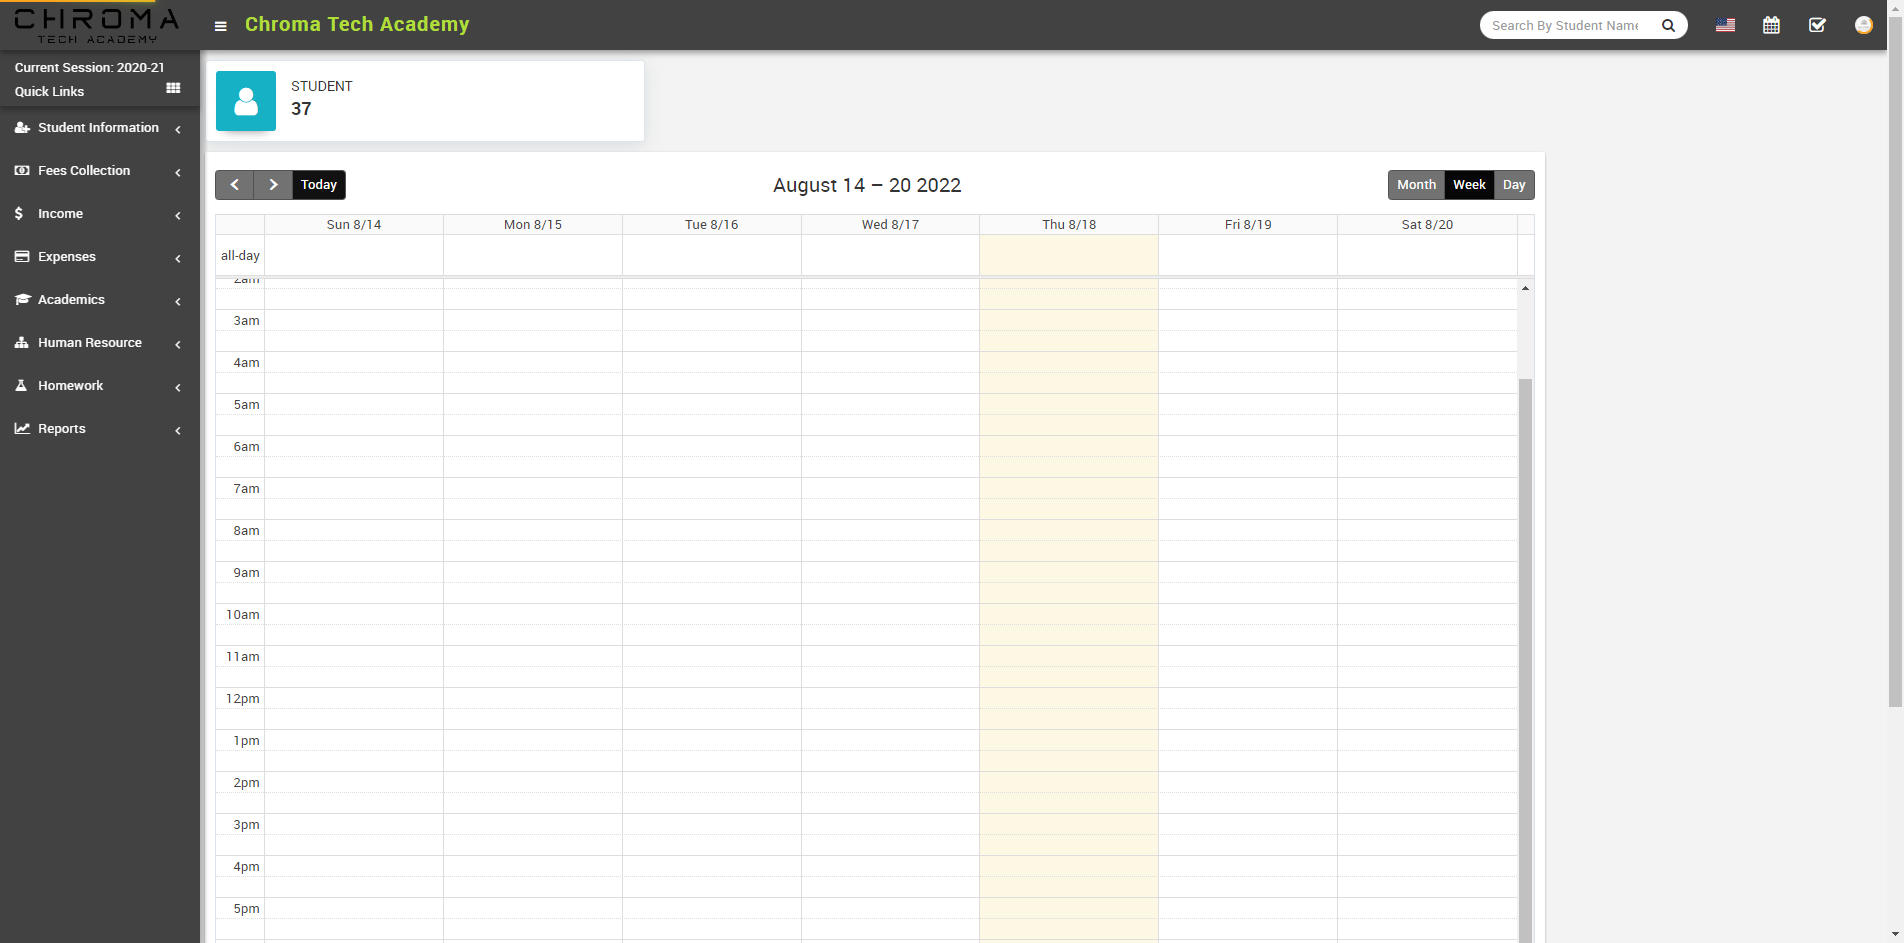 CHROMA
TECH ACADEMY
Chroma Tech Academy
Search By Student Name
Current Session: 2020-21
Quick Links
Student Information
Fees Collection
Income
Expenses
Academics
Human Resource
Homework
Reports
STUDENT
37
Today
August 14 – 20 2022
Month Week Day
Sun 8/14 Mon 8/15 Tue 8/16 Wed 8/17 Thu 8/18 Fri 8/19 Sat 8/20
all-day
2am
3am
4am
5am
6am
7am
8am
9am
10am
11am
12pm
1pm
2pm
3pm
4pm
5pm